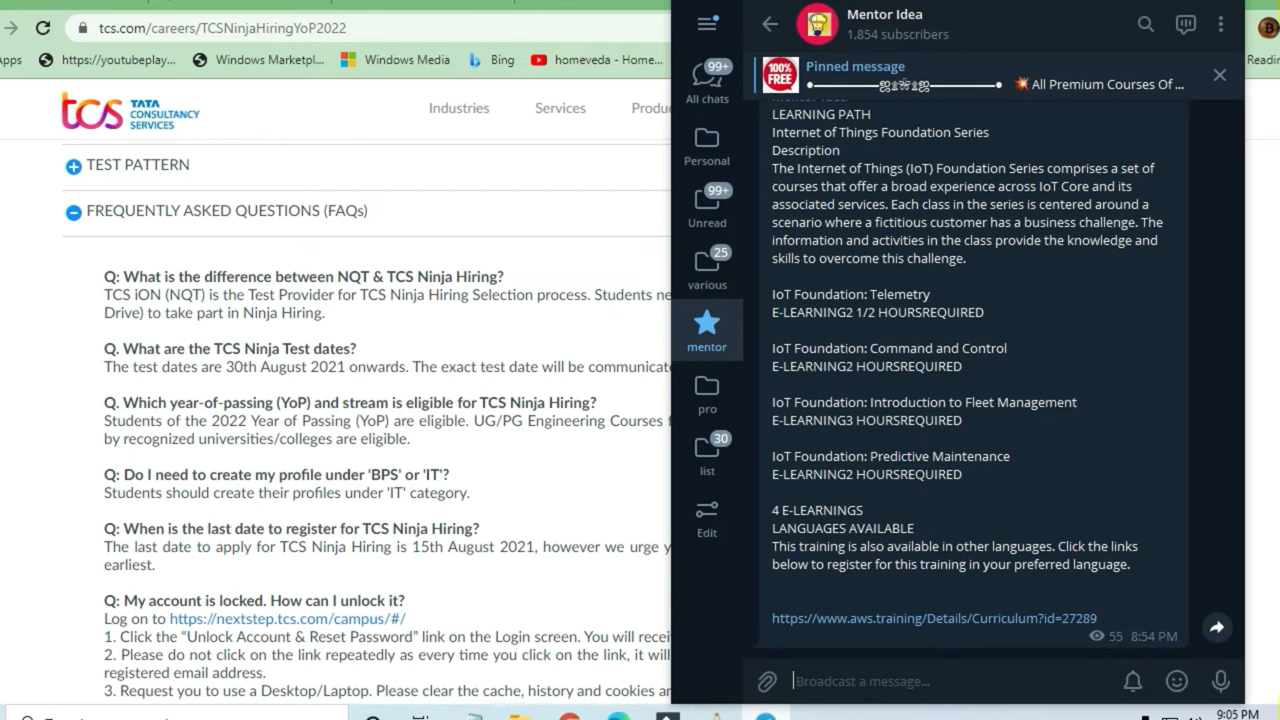 tcs.com/careers/TCSNinjaHiringYoP2022
pps
https://youtubeplay...
Windows Marketpl...
Windows Media
Bing
homeveda - Home...
Readin
tcs TATA
CONSULTANCY
SERVICES
Industries
Services
Produ
TEST PATTERN
FREQUENTLY ASKED QUESTIONS (FAQs)
Q: What is the difference between NQT & TCS Ninja Hiring?
TCS iON (NQT) is the Test Provider for TCS Ninja Hiring Selection process. Students ne
Drive) to take part in Ninja Hiring.
Q. What are the TCS Ninja Test dates?
The test dates are 30th August 2021 onwards. The exact test date will be communicat
Q. Which year-of-passing (YoP) and stream is eligible for TCS Ninja Hiring?
Students of the 2022 Year of Passing (YoP) are eligible. UG/PG Engineering Courses
by recognized universities/colleges are eligible.
Q: Do I need to create my profile under 'BPS' or 'IT'?
Students should create their profiles under 'IT' category.
Q: When is the last date to register for TCS Ninja Hiring?
The last date to apply for TCS Ninja Hiring is 15th August 2021, however we urge y
earliest.
Q: My account is locked. How can I unlock it?
Log on to https://nextstep.tcs.com/campus/#/
1. Click the “Unlock Account & Reset Password” link on the Login screen. You will recei
2. Please do not click on the link repeatedly as every time you click on the link, it will
registered email address.
3. Request you to use a Desktop/Laptop. Please clear the cache, history and cookies ar
99+
All chats
Personal
99+
Unread
25
various
mentor
pro
30
list
Edit
Mentor Idea
1,854 subscribers
100%
FREE
Pinned message
All Premium Courses Of ...
Mentor Idea
LEARNING PATH
Internet of Things Foundation Series
Description
The Internet of Things (IoT) Foundation Series comprises a set of
courses that offer a broad experience across IoT Core and its
associated services. Each class in the series is centered around a
scenario where a fictitious customer has a business challenge. The
information and activities in the class provide the knowledge and
skills to overcome this challenge.
IoT Foundation: Telemetry
E-LEARNING2 1/2 HOURSREQUIRED
IoT Foundation: Command and Control
E-LEARNING2 HOURSREQUIRED
IoT Foundation: Introduction to Fleet Management
E-LEARNING3 HOURSREQUIRED
IoT Foundation: Predictive Maintenance
E-LEARNING2 HOURSREQUIRED
4 E-LEARNINGS
LANGUAGES AVAILABLE
This training is also available in other languages. Click the links
below to register for this training in your preferred language.
https://www.aws.training/Details/Curriculum?id=27289
55 8:54 PM
Broadcast a message...
9:05 PM